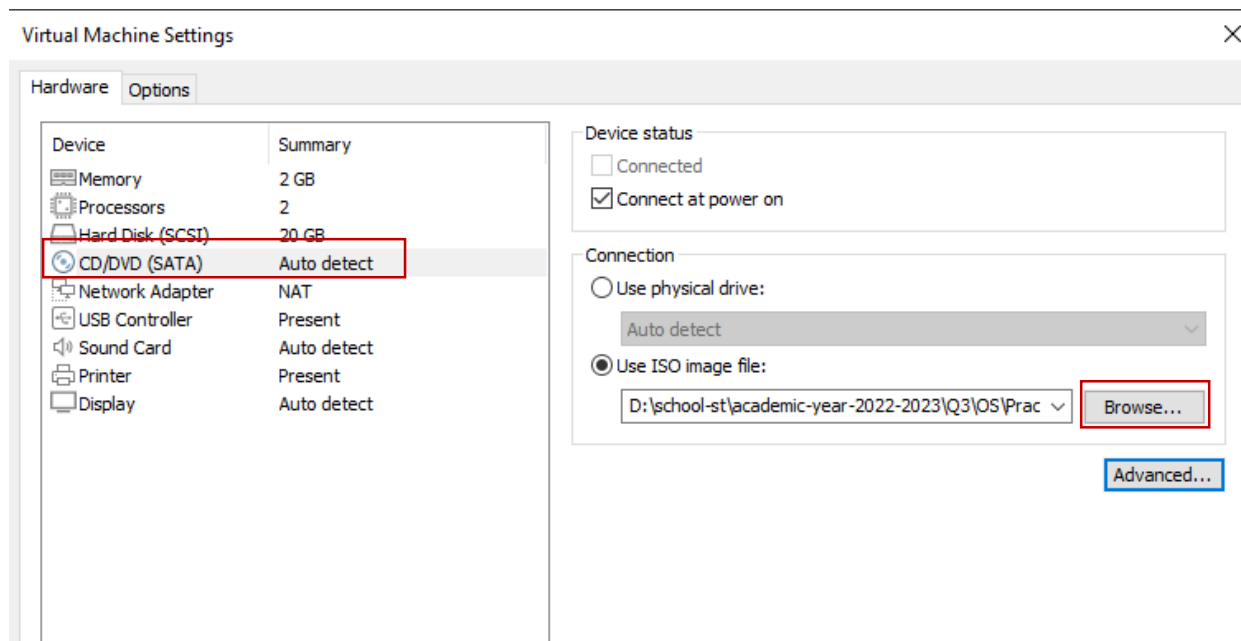 Virtual Machine Settings
Hardware Options
Device Summary
Memory 2 GB
Processors 2
Hard Disk (SCSI) 20 GB
CD/DVD (SATA) Auto detect
Network Adapter NAT
USB Controller Present
Sound Card Auto detect
Printer Present
Display Auto detect
Device status
Connected
Connect at power on
Connection
Use physical drive:
Auto detect
Use ISO image file:
D:\school-st\academic-year-2022-2023\Q3\OS\Prac
Browse...
Advanced...